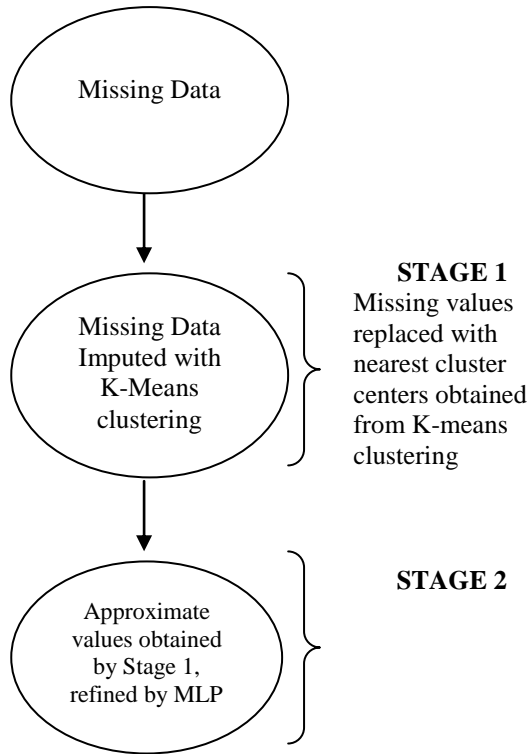 Missing Data
Missing Data
Imputed with
K-Means
clustering
STAGE 1
Missing values
replaced with
nearest cluster
centers obtained
from K-means
clustering
Approximate
values obtained
by Stage 1,
refined by MLP
STAGE 2